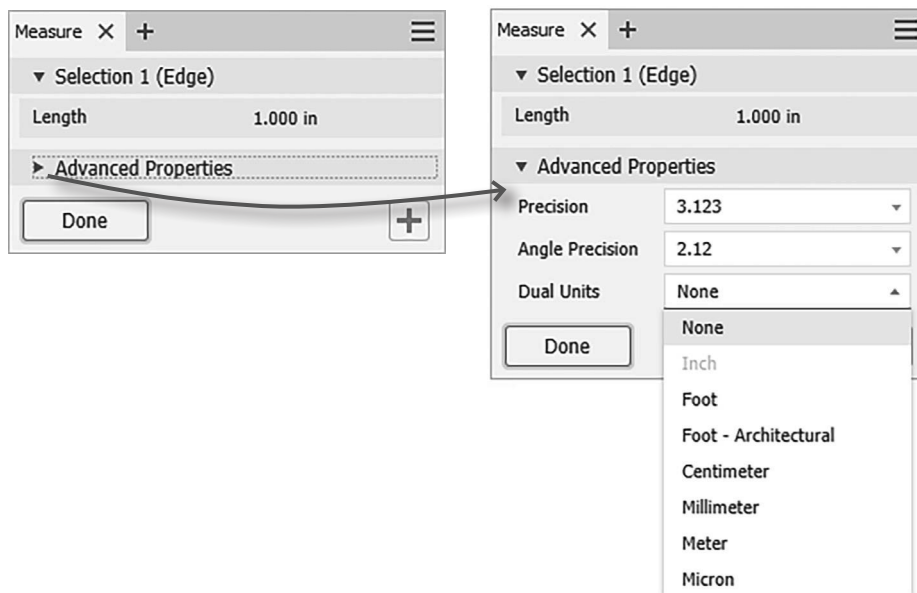 Measure × +
▼ Selection 1 (Edge)
Length 1.000 in
► Advanced Properties
Done +
Measure × +
▼ Selection 1 (Edge)
Length 1.000 in
▼ Advanced Properties
Precision 3.123
Angle Precision 2.12
Dual Units None
Done
None
Inch
Foot
Foot - Architectural
Centimeter
Millimeter
Meter
Micron